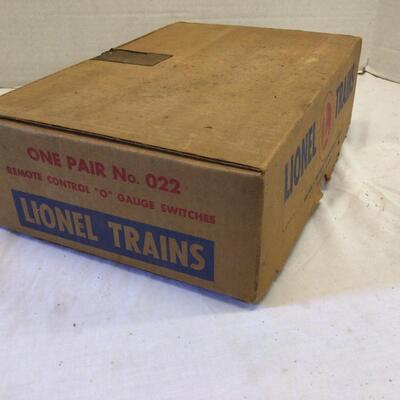 ONE PAIR No. 022
REMOTE CONTROL "O" GAUGE SWITCHES
LIONEL TRAINS
LIONEL TRAINS